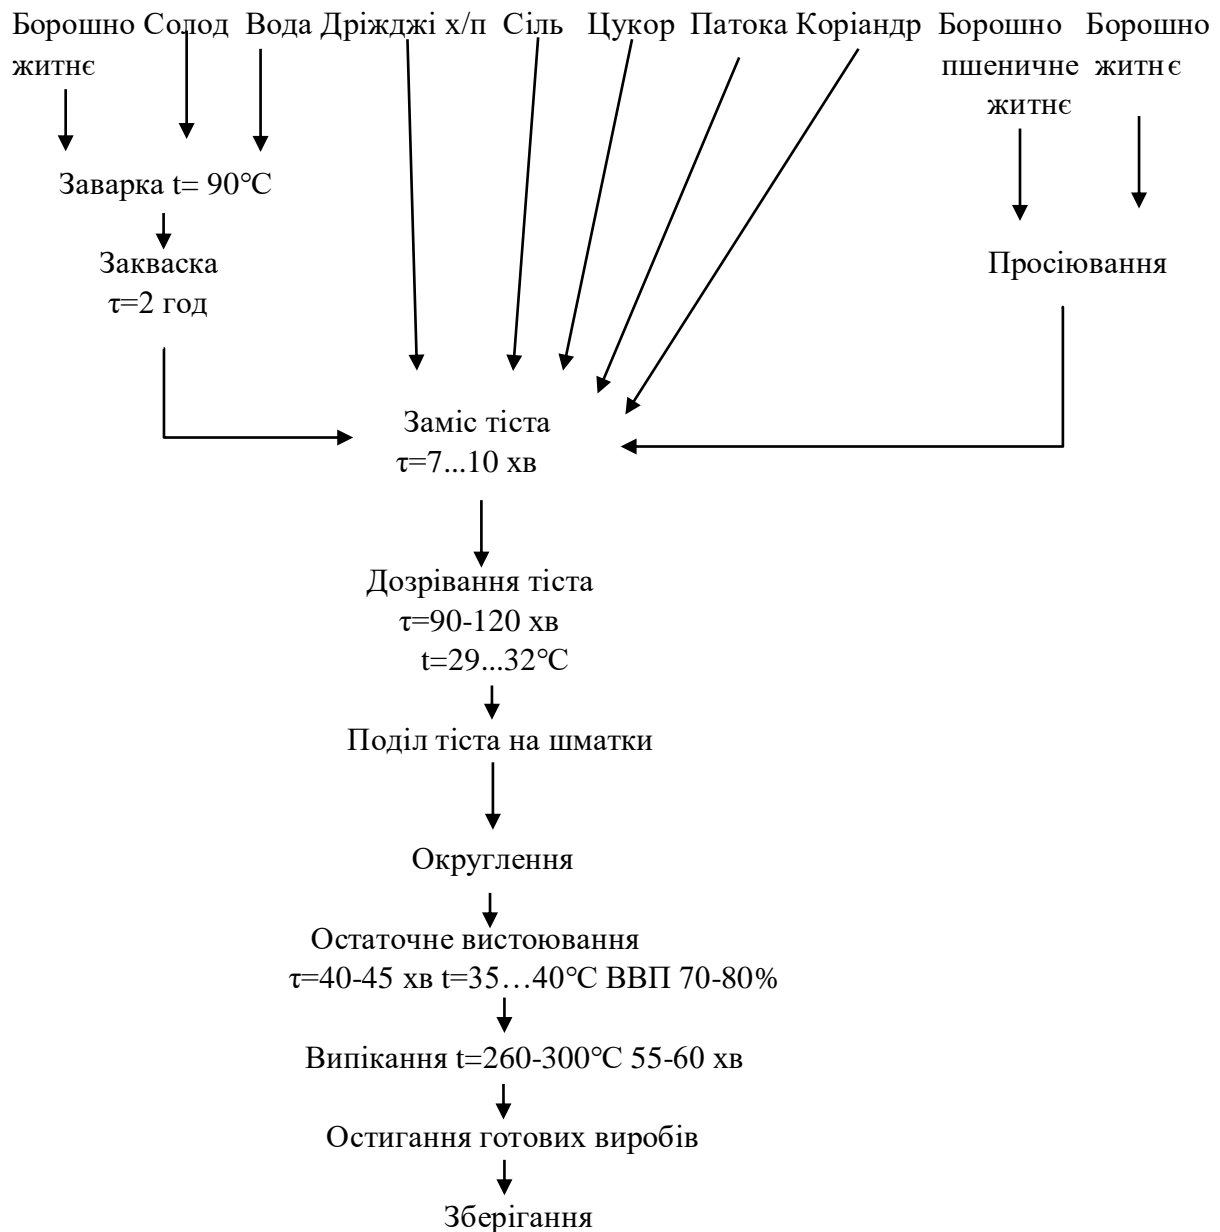 Борошно Солод Вода Дріжджі х/п Сіль Цукор Патока Коріандр Борошно Борошно
житнє пшеничне житнє
житнє
Заварка t= 90°C
Закваска Просіювання
τ=2 год
Заміс тіста
τ=7...10 хв
Дозрівання тіста
τ=90-120 хв
t=29...32°C
Поділ тіста на шматки
Округлення
Остаточне вистоювання
τ=40-45 хв t=35…40°C ВВП 70-80%
Випікання t=260-300°C 55-60 хв
Остигання готових виробів
Зберігання